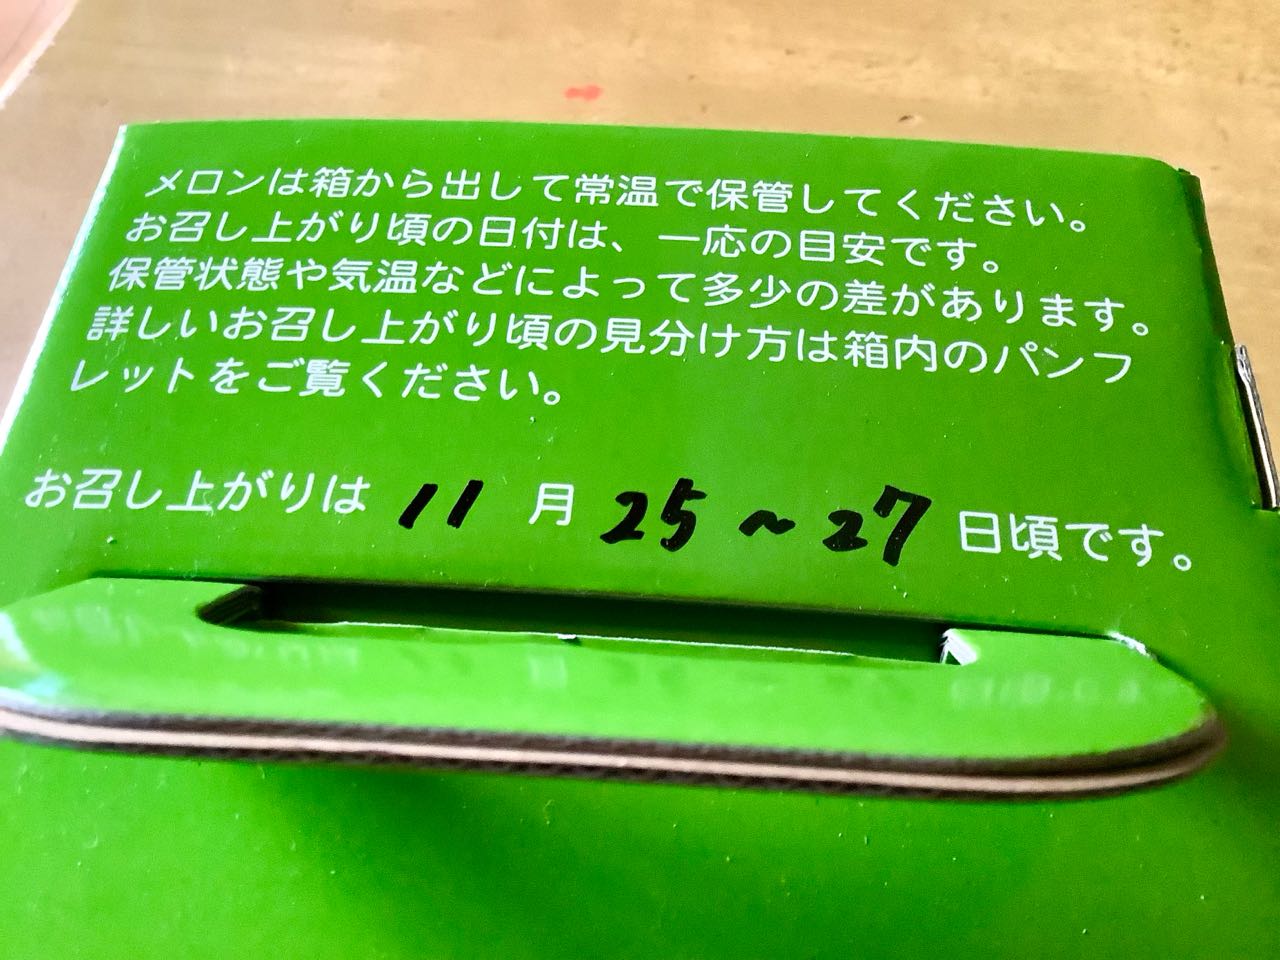 メロンは箱から出して常温で保管してください。
お召し上がり頃の日付は、一応の目安です。
保管状態や気温などによって多少の差があります。
詳しいお召し上がり頃の見分け方は箱内のパンフ
レットをご覧ください。
お召し上がりは 11 月 25～27 日頃です。